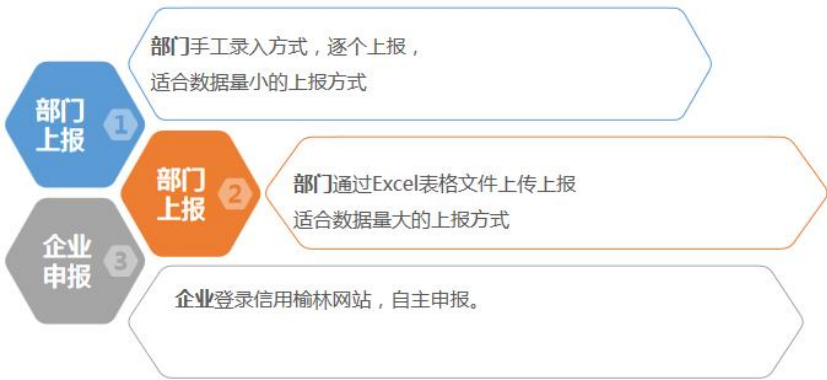 部门手工录入方式，逐个上报，
适合数据量小的上报方式
部门
上报
1
部门
上报
2
部门通过Excel表格文件上传上报
适合数据量大的上报方式
企业
申报
3
企业登录信用榆林网站，自主申报。